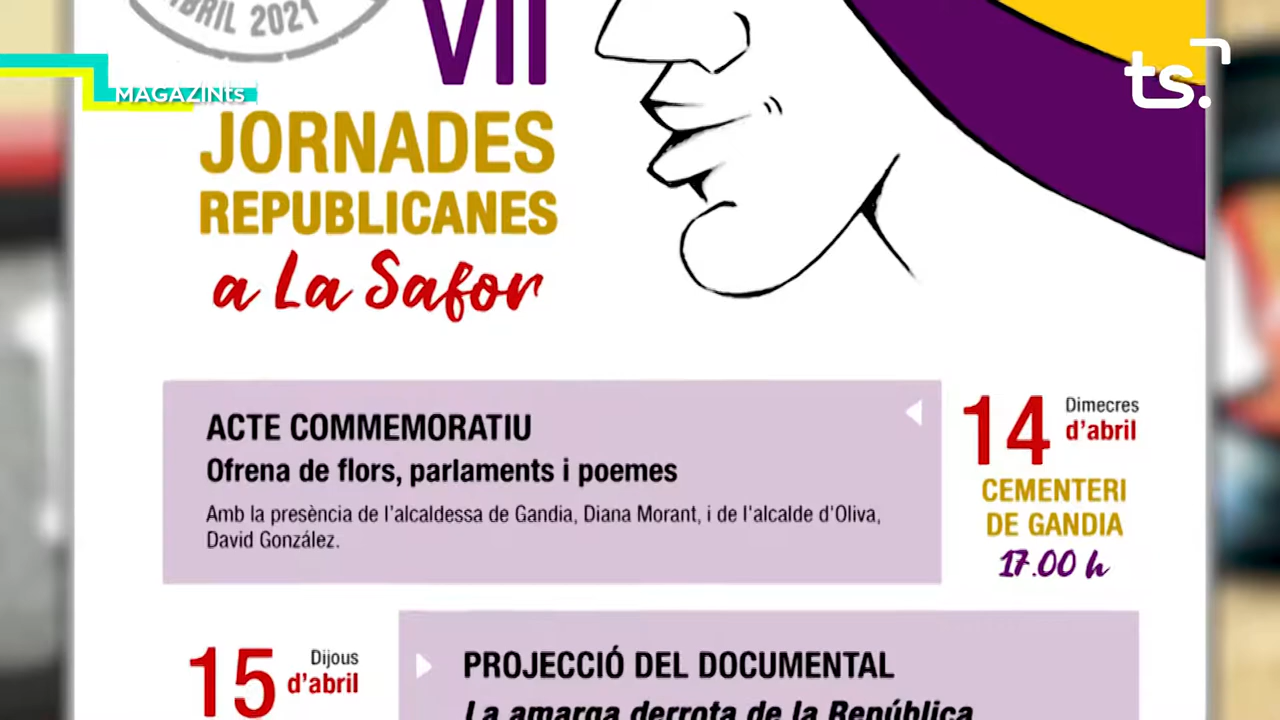 ABRIL 2021
VII
JORNADES
REPUBLICANES
a La Safor
MAGAZINts
ts.
ACTE COMMEMORATIU
Ofrena de flors, parlaments i poemes
Amb la presència de l'alcaldessa de Gandia, Diana Morant, i de l'alcalde d'Oliva,
David González.
14 Dimecres
d'abril
CEMENTERI
DE GANDIA
17.00 h
15 Dijous
d'abril
PROJECCIÓ DEL DOCUMENTAL
La amarga derrota de la República